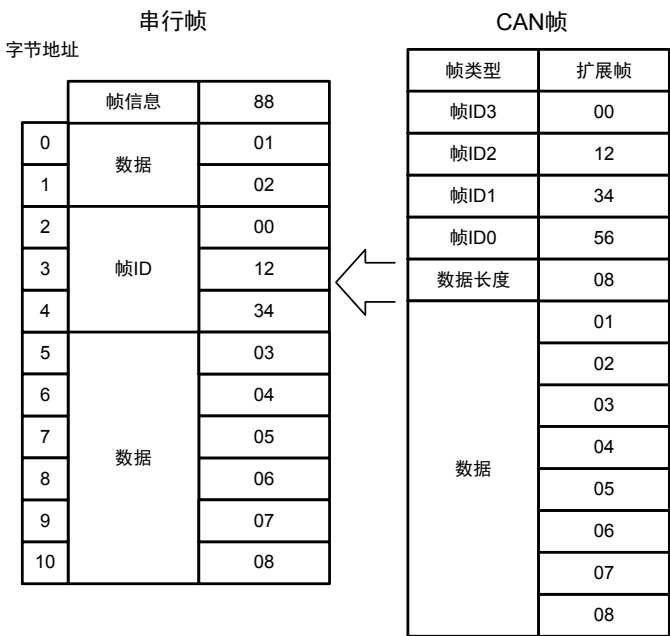 串行帧
字节地址
帧信息 88
0 数据 01
1 02
2 帧ID 00
3 12
4 34
5 数据 03
6 04
7 05
8 06
9 07
10 08
CAN帧
帧类型 扩展帧
帧ID3 00
帧ID2 12
帧ID1 34
帧ID0 56
数据长度 08
数据 01
02
03
04
05
06
07
08